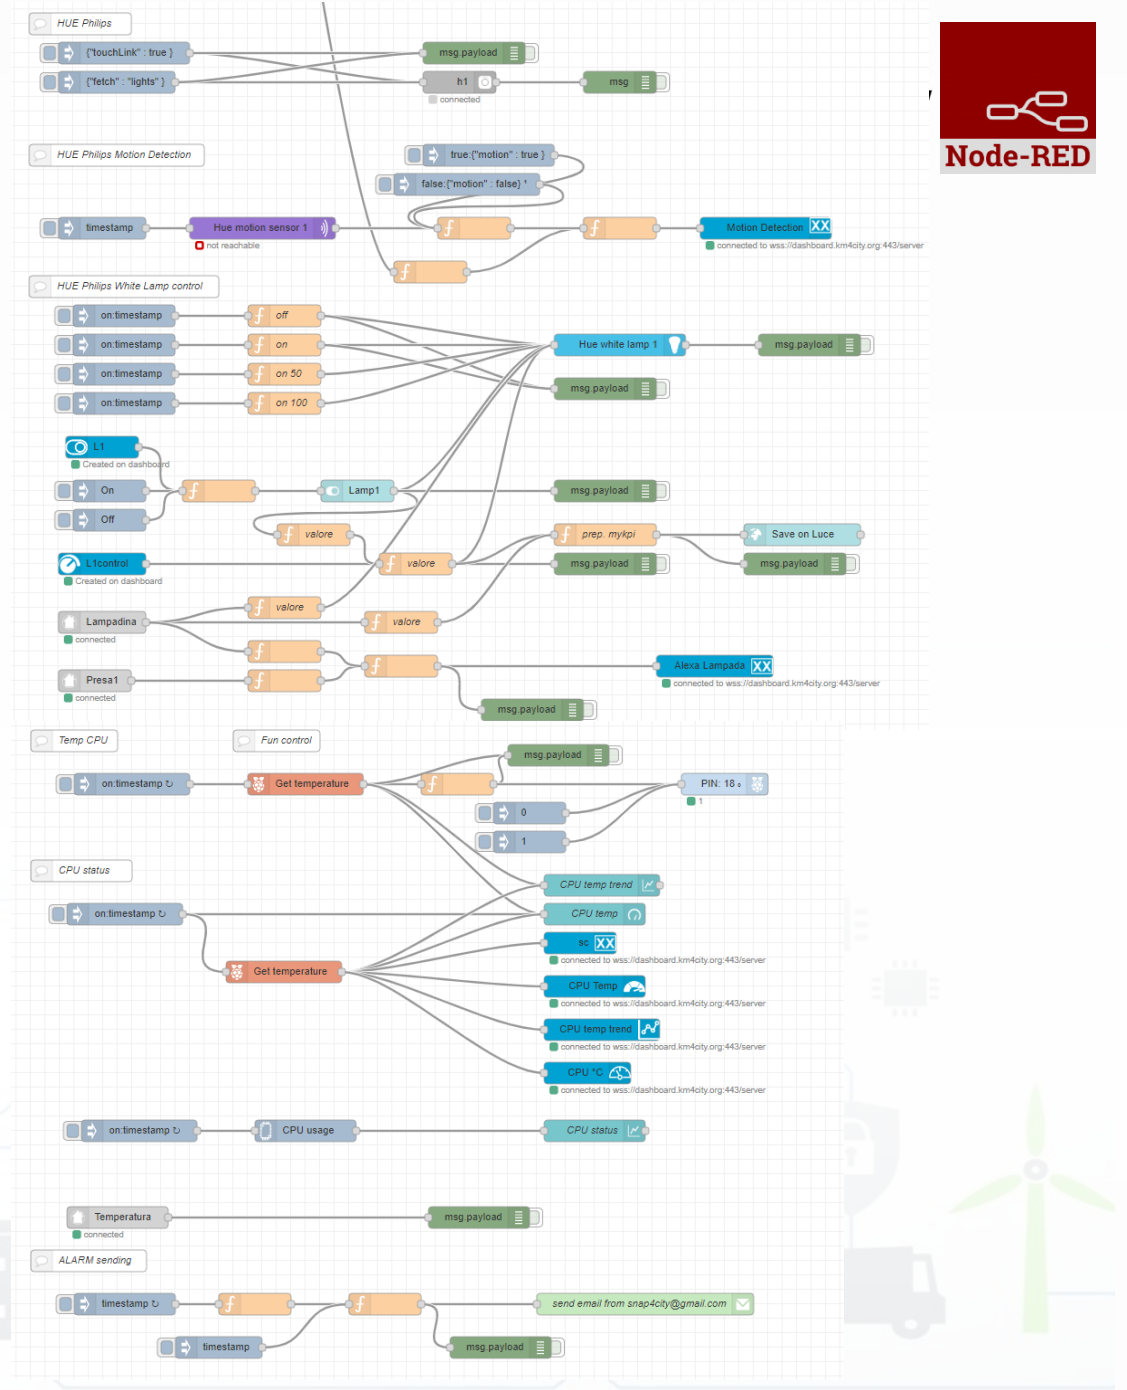 HUE Philips
{"touchLink" : true }
msg.payload
{"fetch" : "lights" }
h1
msg
connected
Node-RED
HUE Philips Motion Detection
true:{"motion" : true }
false:{"motion" : false}
timestamp
Hue motion sensor 1
Motion Detection
XX
not reachable
connected to wss://dashboard.km4city.org:443/server
HUE Philips White Lamp control
on:timestamp
off
on:timestamp
on
Hue white lamp 1
msg.payload
on:timestamp
on 50
msg.payload
on:timestamp
on 100
L1
Created on dashboard
On
Lamp1
msg.payload
Off
valore
prep. mykpi
Save on Luce
L1control
valore
msg.payload
msg.payload
Created on dashboard
valore
Lampadina
valore
connected
Alexa Lampada
XX
Presa1
connected to wss://dashboard.km4city.org:443/server
connected
msg.payload
Temp CPU
Fun control
msg.payload
on:timestamp ↻
Get temperature
PIN: 18
1
0
1
CPU status
CPU temp trend
on:timestamp ↻
CPU temp
sc
XX
connected to wss://dashboard.km4city.org:443/server
Get temperature
CPU Temp
connected to wss://dashboard.km4city.org:443/server
CPU temp trend
connected to wss://dashboard.km4city.org:443/server
CPU °C
connected to wss://dashboard.km4city.org:443/server
on:timestamp ↻
CPU usage
CPU status
Temperatura
msg.payload
connected
ALARM sending
timestamp ↻
send email from snap4city@gmail.com
timestamp
msg.payload